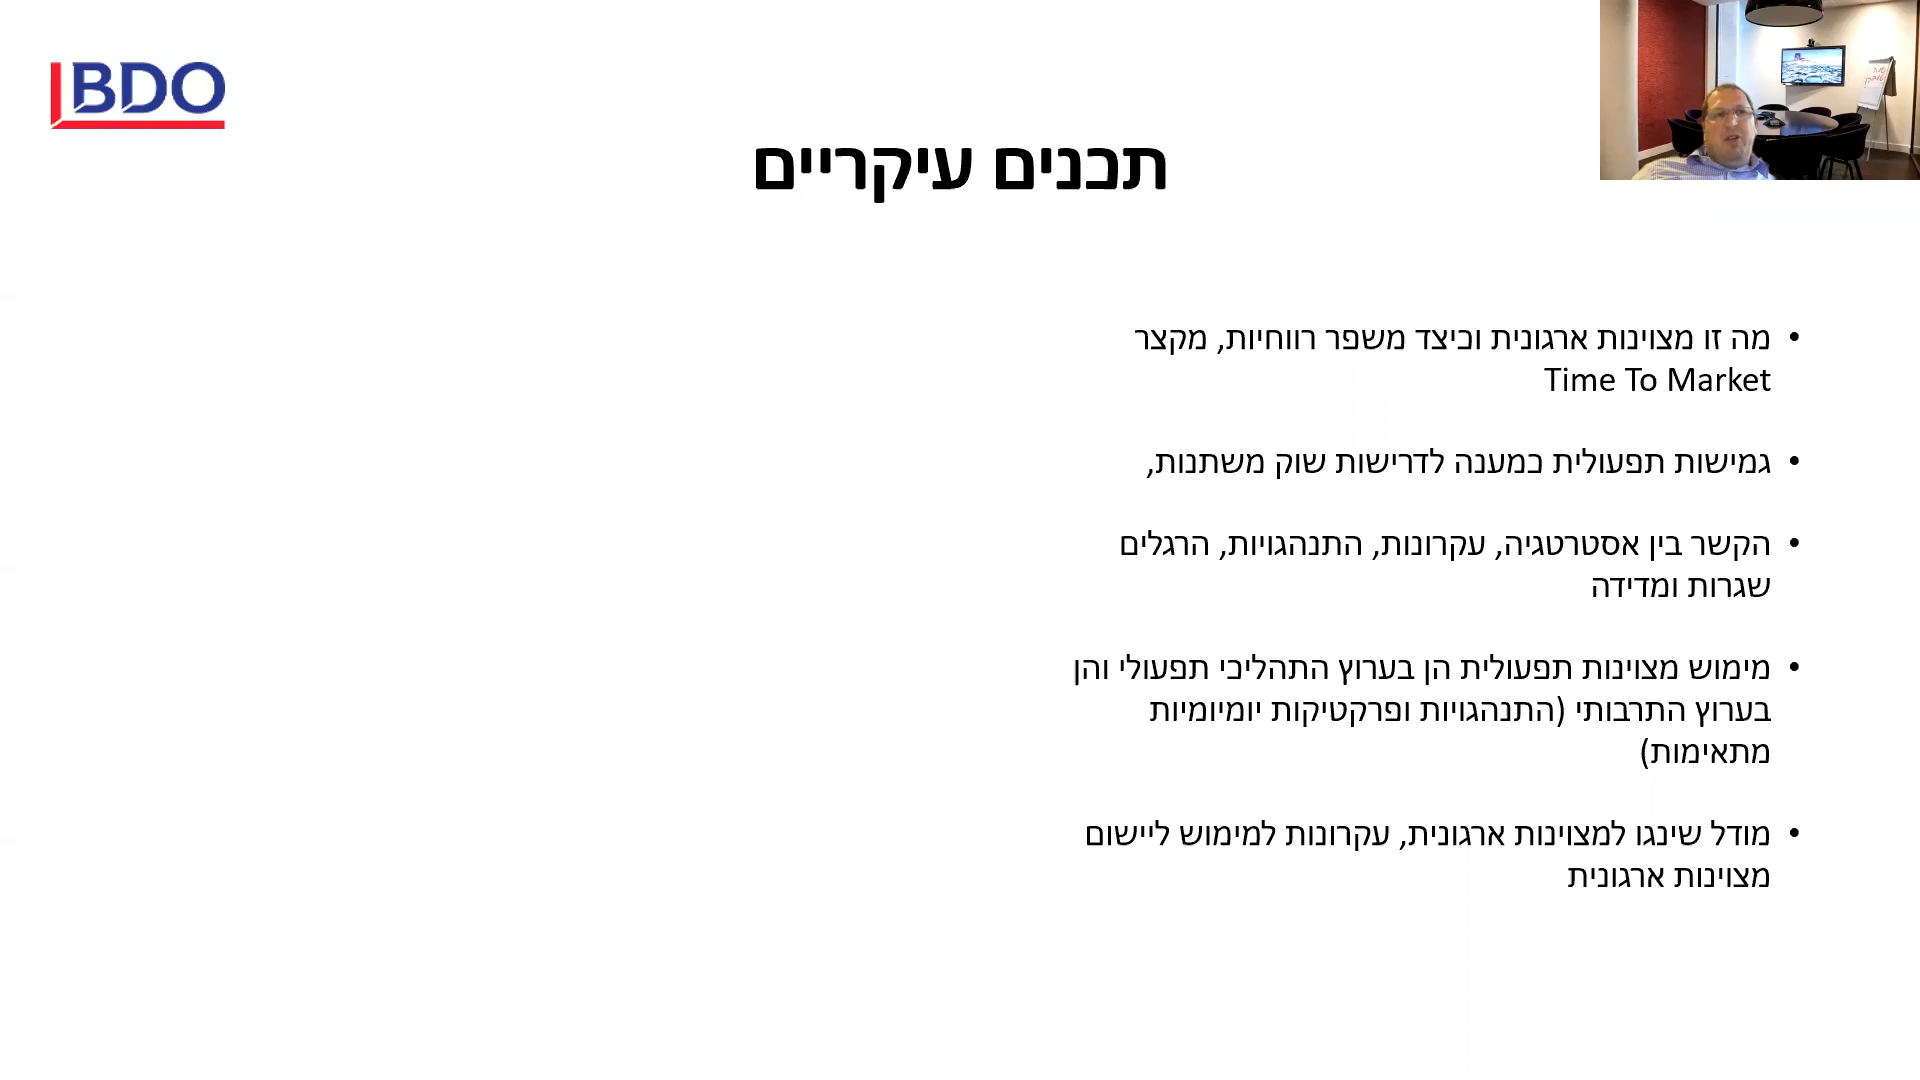 BDO
תכנים עיקריים
• מה זו מצוינות ארגונית וכיצד משפר רווחיות, מקצר
Time To Market
• גמישות תפעולית כמענה לדרישות שוק משתנות,
• הקשר בין אסטרטגיה, עקרונות, התנהגויות, הרגלים
שגרות ומדידה
• מימוש מצוינות תפעולית הן בערוץ התהליכי תפעולי והן
בערוץ התרבותי (התנהגויות ופרקטיקות יומיומיות
מתאימות)
• מודל שינגו למצוינות ארגונית, עקרונות למימוש ליישום
מצוינות ארגונית